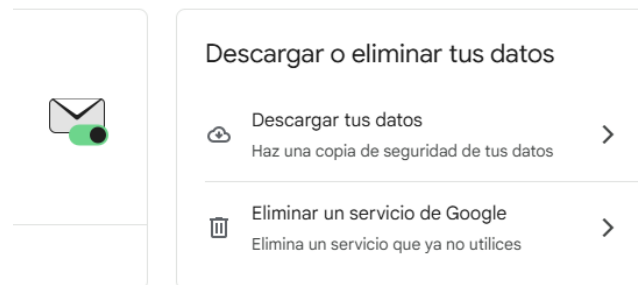 Descargar o eliminar tus datos
Descargar tus datos
Haz una copia de seguridad de tus datos
Eliminar un servicio de Google
Elimina un servicio que ya no utilices